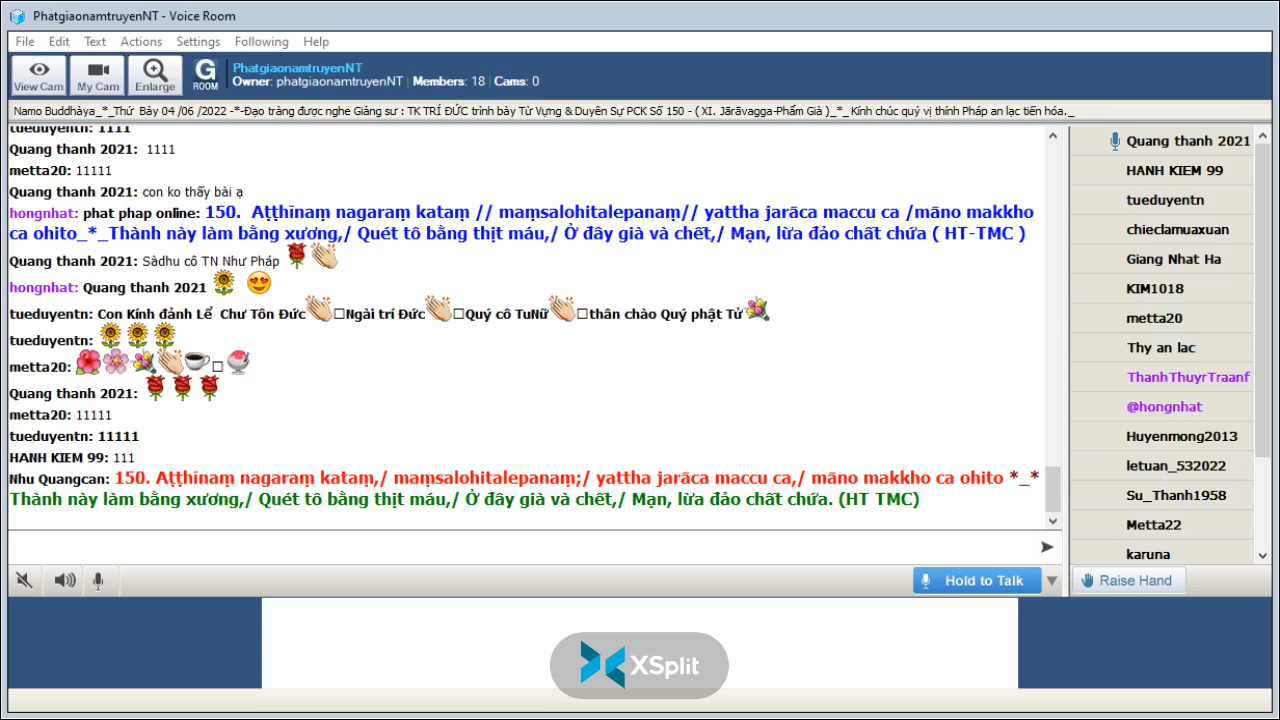 PhatgiaonamtruyenNT - Voice Room
File Edit Text Actions Settings Following Help
View Cam My Cam Enlarge G ROOM
PhatgiaonamtruyenNT
Owner: phatgiaonamtruyenNT | Members: 18 | Cams: 0
Namo Buddhàya_*_Thứ Bảy 04 /06 /2022 -*-Đạo tràng được nghe Giảng sư : TK TRÍ ĐỨC trình bày Từ Vựng & Duyên Sự PCK Số 150 - ( XI. Jārāvagga-Phẩm Già )_*_ Kính chúc quý vị thính Pháp an lạc tiến hóa._
tueduyentn: 1111
Quang thanh 2021: 1111
metta20: 11111
Quang thanh 2021: con ko thấy bài ạ
hongnhat: phat phap online: 150. Aṭṭhīnaṃ nagaraṃ kataṃ // maṃsalohitalepanaṃ// yattha jarāca maccu ca /māno makkho
ca ohito_*_Thành này làm bằng xương,/ Quét tô bằng thịt máu,/ Ở đây già và chết,/ Mạn, lừa đảo chất chứa ( HT-TMC )
Quang thanh 2021: Sàdhu cô TN Như Pháp
hongnhat: Quang thanh 2021
tueduyentn: Con Kính đảnh Lể Chư Tôn Đức Ngài trí Đức Quý cô TuNữ thân chào Quý phật Tử
tueduyentn:
metta20:
Quang thanh 2021:
metta20: 11111
tueduyentn: 11111
HANH KIEM 99: 111
Nhu Quangcan: 150. Aṭṭhīnaṃ nagaraṃ kataṃ,/ maṃsalohitalepanaṃ;/ yattha jarāca maccu ca,/ māno makkho ca ohito *_*
Thành này làm bằng xương,/ Quét tô bằng thịt máu,/ Ở đây già và chết,/ Mạn, lừa đảo chất chứa. (HT TMC)
Quang thanh 2021
HANH KIEM 99
tueduyentn
chieclamuaxuan
Giang Nhat Ha
KIM1018
metta20
Thy an lac
ThanhThuyrTraanf
@hongnhat
Huyenmong2013
letuan_532022
Su_Thanh1958
Metta22
karuna
Hold to Talk
Raise Hand
XSplit